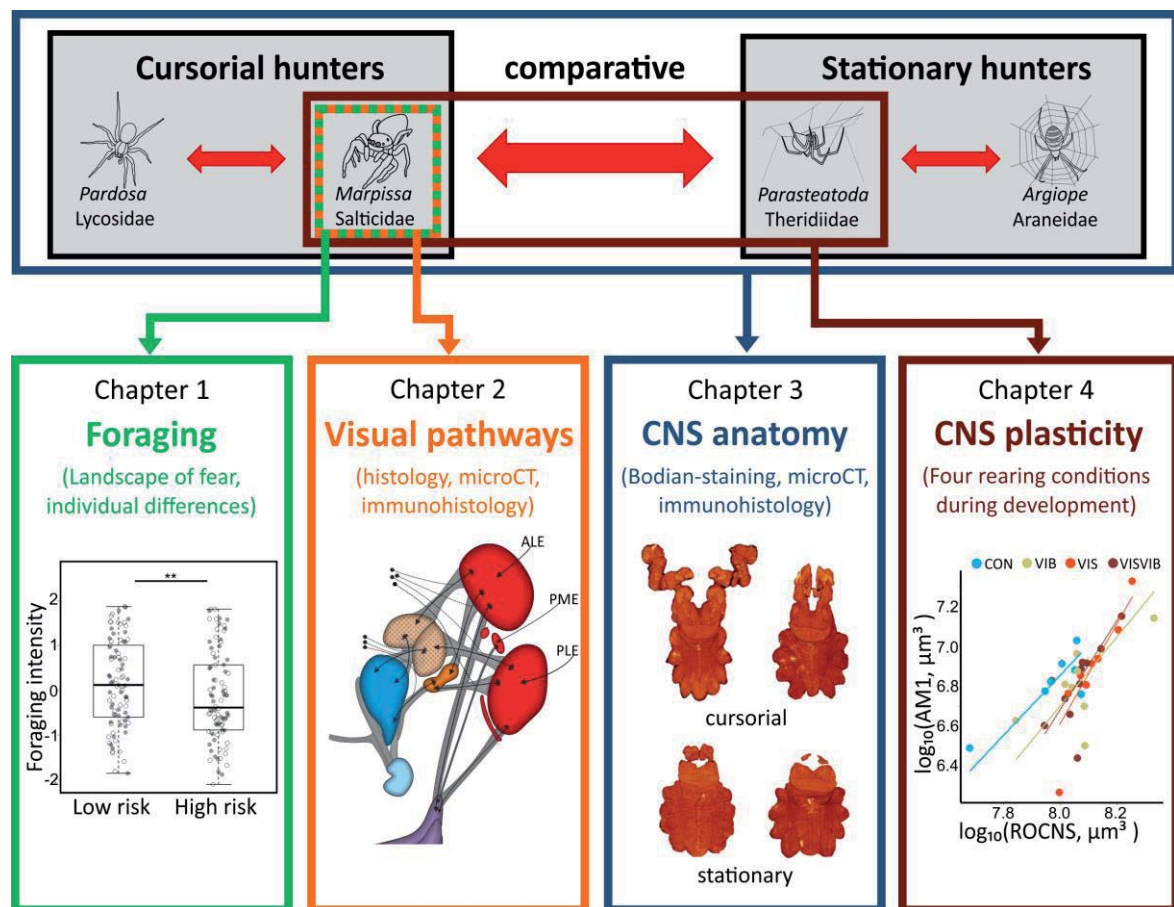 Cursorial hunters
comparative
Stationary hunters
Pardosa
Lycosidae
Marpissa
Salticidae
Parasteatoda
Theridiidae
Argiope
Araneidae
Chapter 1
Foraging
(Landscape of fear,
individual differences)
**
Foraging intensity
2
1
0
-1
-2
Low risk
High risk
Chapter 2
Visual pathways
(histology, microCT,
immunohistology)
ALE
PME
PLE
Chapter 3
CNS anatomy
(Bodian-staining, microCT,
immunohistology)
cursorial
stationary
Chapter 4
CNS plasticity
(Four rearing conditions
during development)
CON VIB VIS VISVIB
log₁₀(AM1, μm³)
7.2
7.0
6.8
6.6
6.4
7.8 8.0 8.2
log₁₀(ROCNS, μm³)